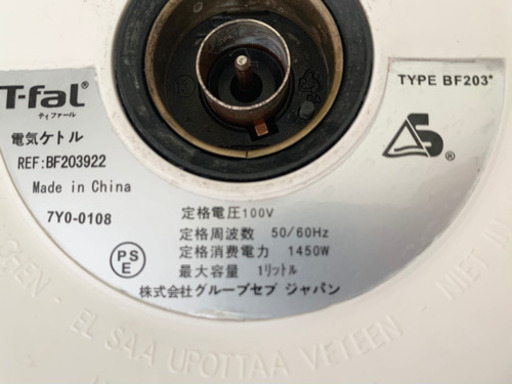 T-fal®
ティファール
電気ケトル
REF:BF203922
Made in China
7Y0-0108
TYPE BF203*
S®
定格電圧100V
定格周波数 50/60Hz
定格消費電力 1450W
最大容量 1リットル
株式会社グループセブ ジャパン
PS
E
EL SAA UPOTTAA VETEEN - NIET